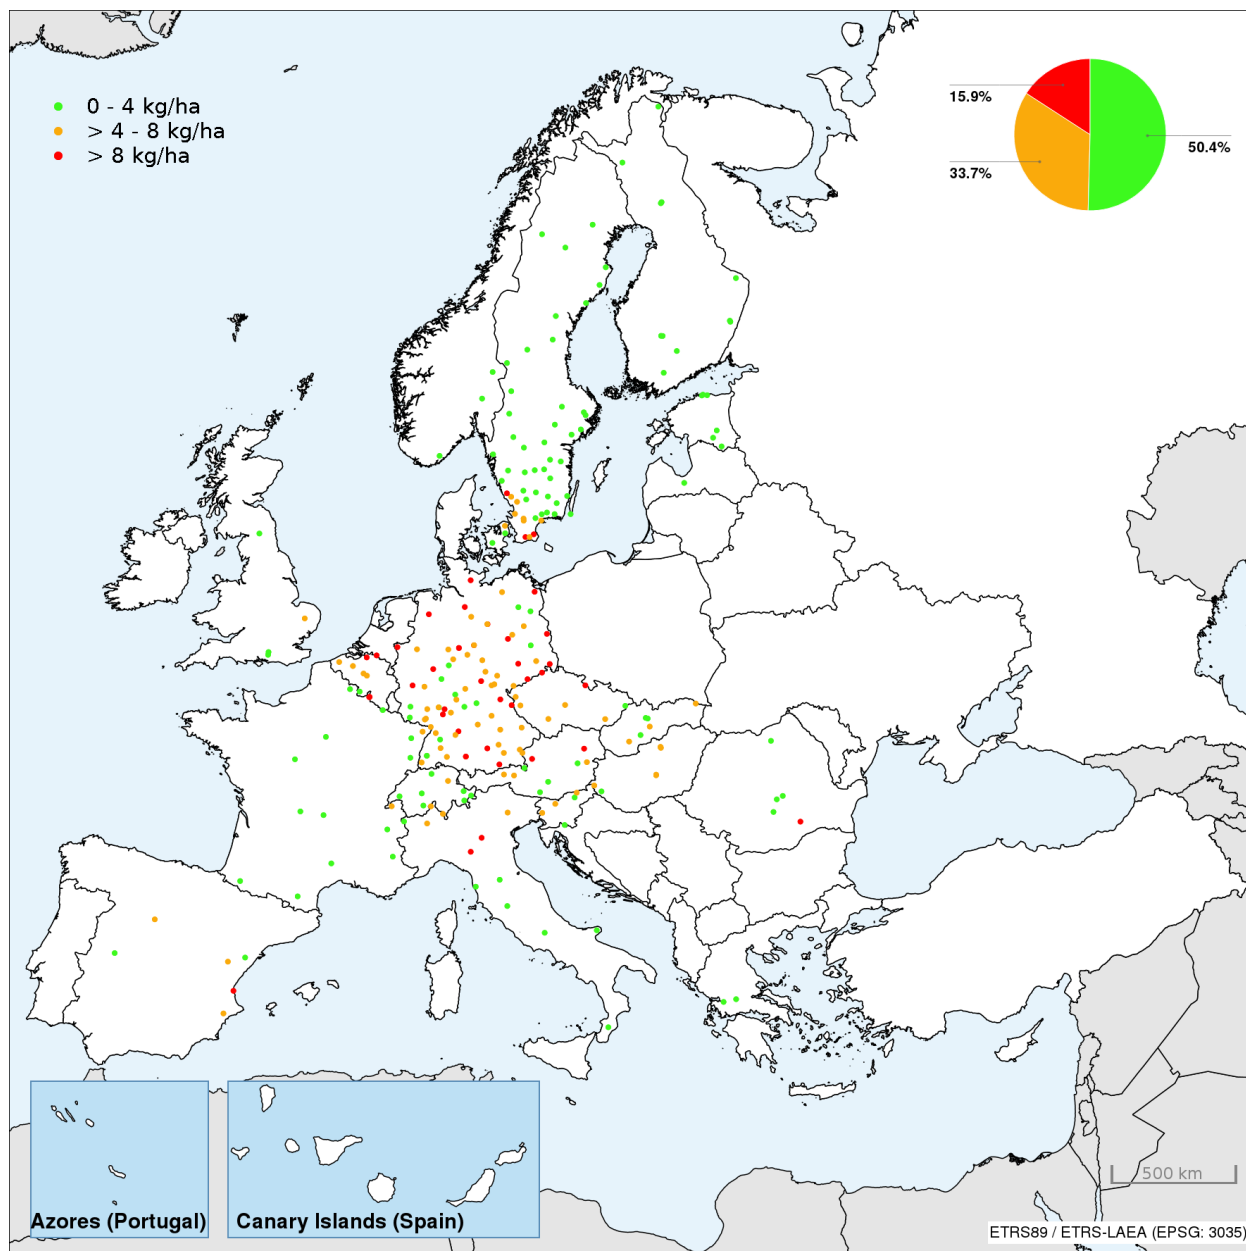 0 - 4 kg/ha
> 4 - 8 kg/ha
> 8 kg/ha
15.9%
50.4%
33.7%
500 km
Azores (Portugal)
Canary Islands (Spain)
ETRS89 / ETRS-LAEA (EPSG: 3035)